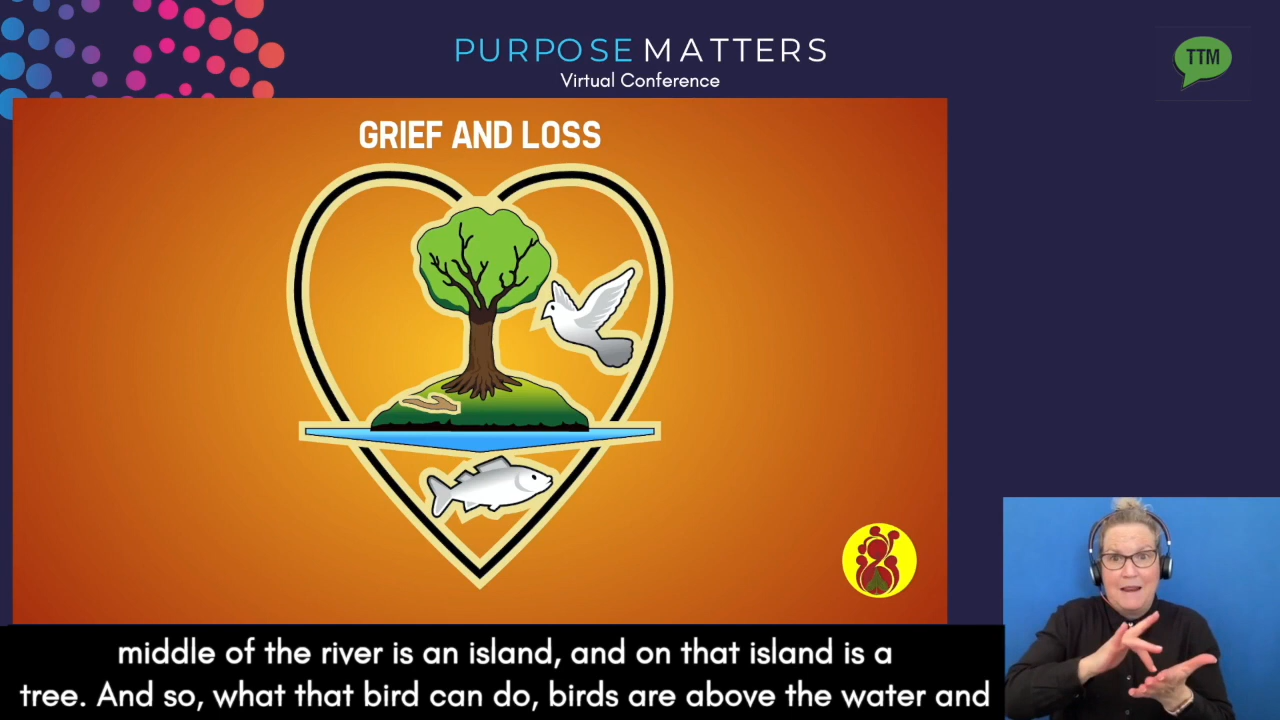 PURPOSE MATTERS
Virtual Conference
TTM
GRIEF AND LOSS
middle of the river is an island, and on that island is a
tree. And so, what that bird can do, birds are above the water and